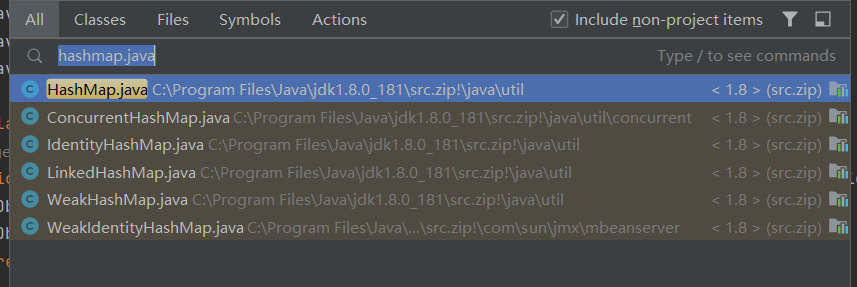 All Classes Files Symbols Actions Include non-project items
hashmap.java Type / to see commands
HashMap.java C:\Program Files\Java\jdk1.8.0_181\src.zip!\java\util < 1.8 > (src.zip)
ConcurrentHashMap.java C:\Program Files\Java\jdk1.8.0_181\src.zip!\java\util\concurrent < 1.8 > (src.zip)
IdentityHashMap.java C:\Program Files\Java\jdk1.8.0_181\src.zip!\java\util < 1.8 > (src.zip)
LinkedHashMap.java C:\Program Files\Java\jdk1.8.0_181\src.zip!\java\util < 1.8 > (src.zip)
WeakHashMap.java C:\Program Files\Java\jdk1.8.0_181\src.zip!\java\util < 1.8 > (src.zip)
WeakIdentityHashMap.java C:\Program Files\Java\...\src.zip!\com\sun\jmx\mbeanserver < 1.8 > (src.zip)